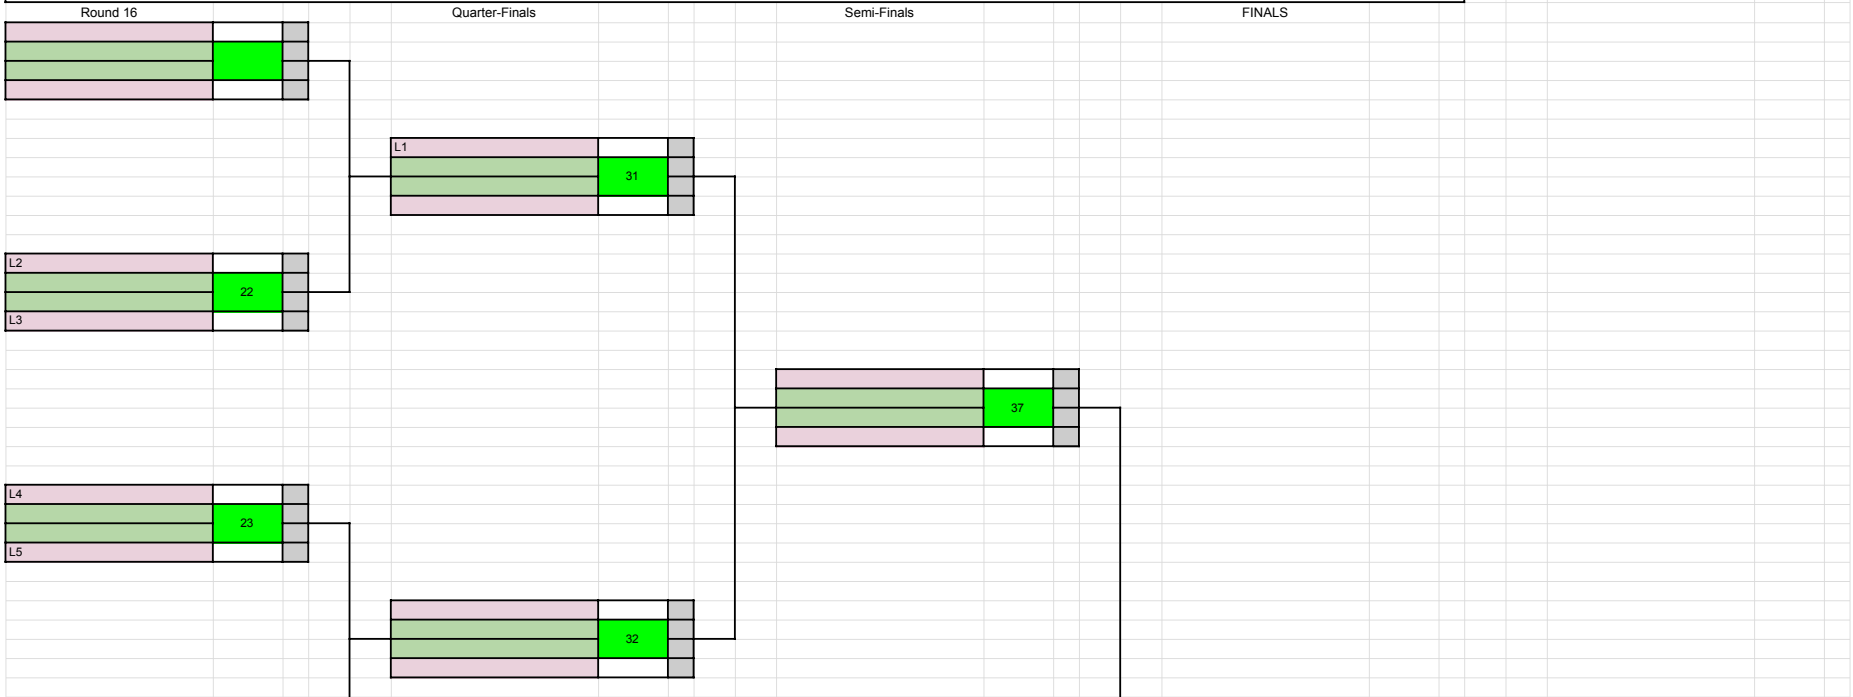 Round 16 Quarter-Finals Semi-Finals FINALS
L1
31
L2
22
L3
37
L4
23
L5
32